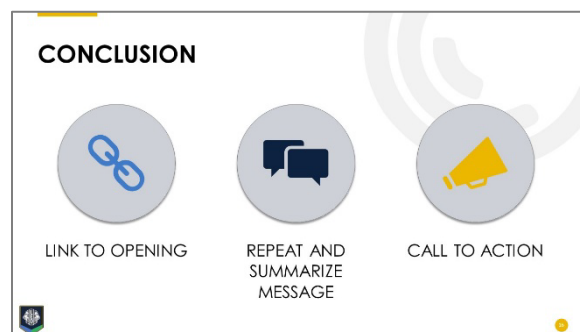 CONCLUSION
LINK TO OPENING
REPEAT AND
SUMMARIZE
MESSAGE
CALL TO ACTION